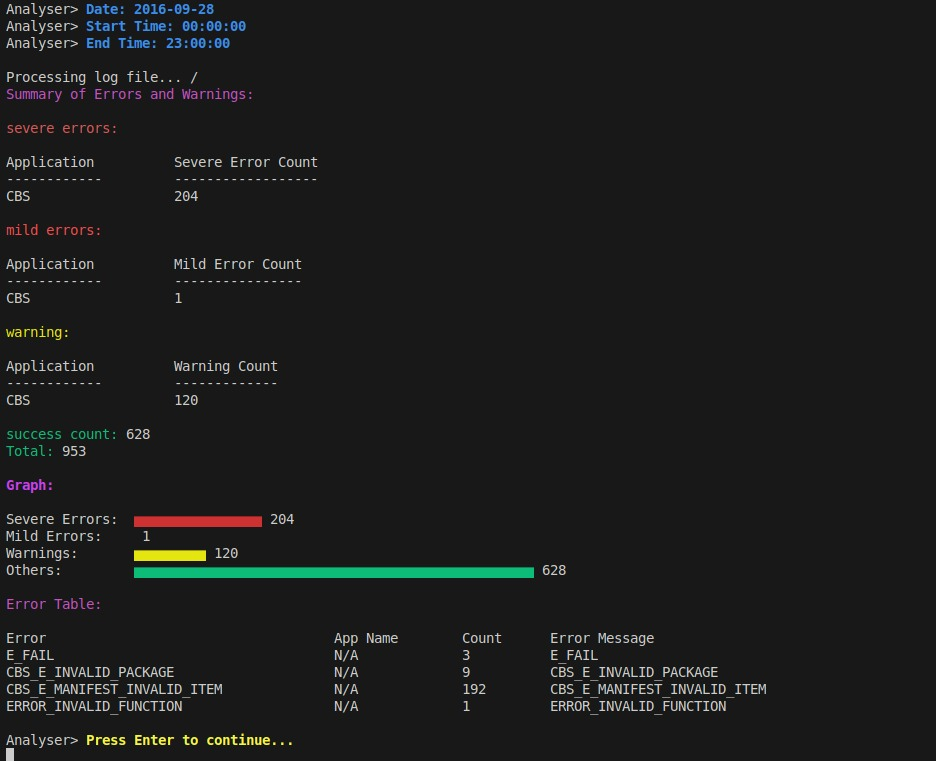 Analyser> Date: 2016-09-28
Analyser> Start Time: 00:00:00
Analyser> End Time: 23:00:00
Processing log file... /
Summary of Errors and Warnings:
severe errors:
Application Severe Error Count
------------ ------------------
CBS 204
mild errors:
Application Mild Error Count
------------ ----------------
CBS 1
warning:
Application Warning Count
------------ -------------
CBS 120
success count: 628
Total: 953
Graph:
Severe Errors: 204
Mild Errors: 1
Warnings: 120
Others: 628
Error Table:
Error App Name Count Error Message
E_FAIL N/A 3 E_FAIL
CBS_E_INVALID_PACKAGE N/A 9 CBS_E_INVALID_PACKAGE
CBS_E_MANIFEST_INVALID_ITEM N/A 192 CBS_E_MANIFEST_INVALID_ITEM
ERROR_INVALID_FUNCTION N/A 1 ERROR_INVALID_FUNCTION
Analyser> Press Enter to continue...